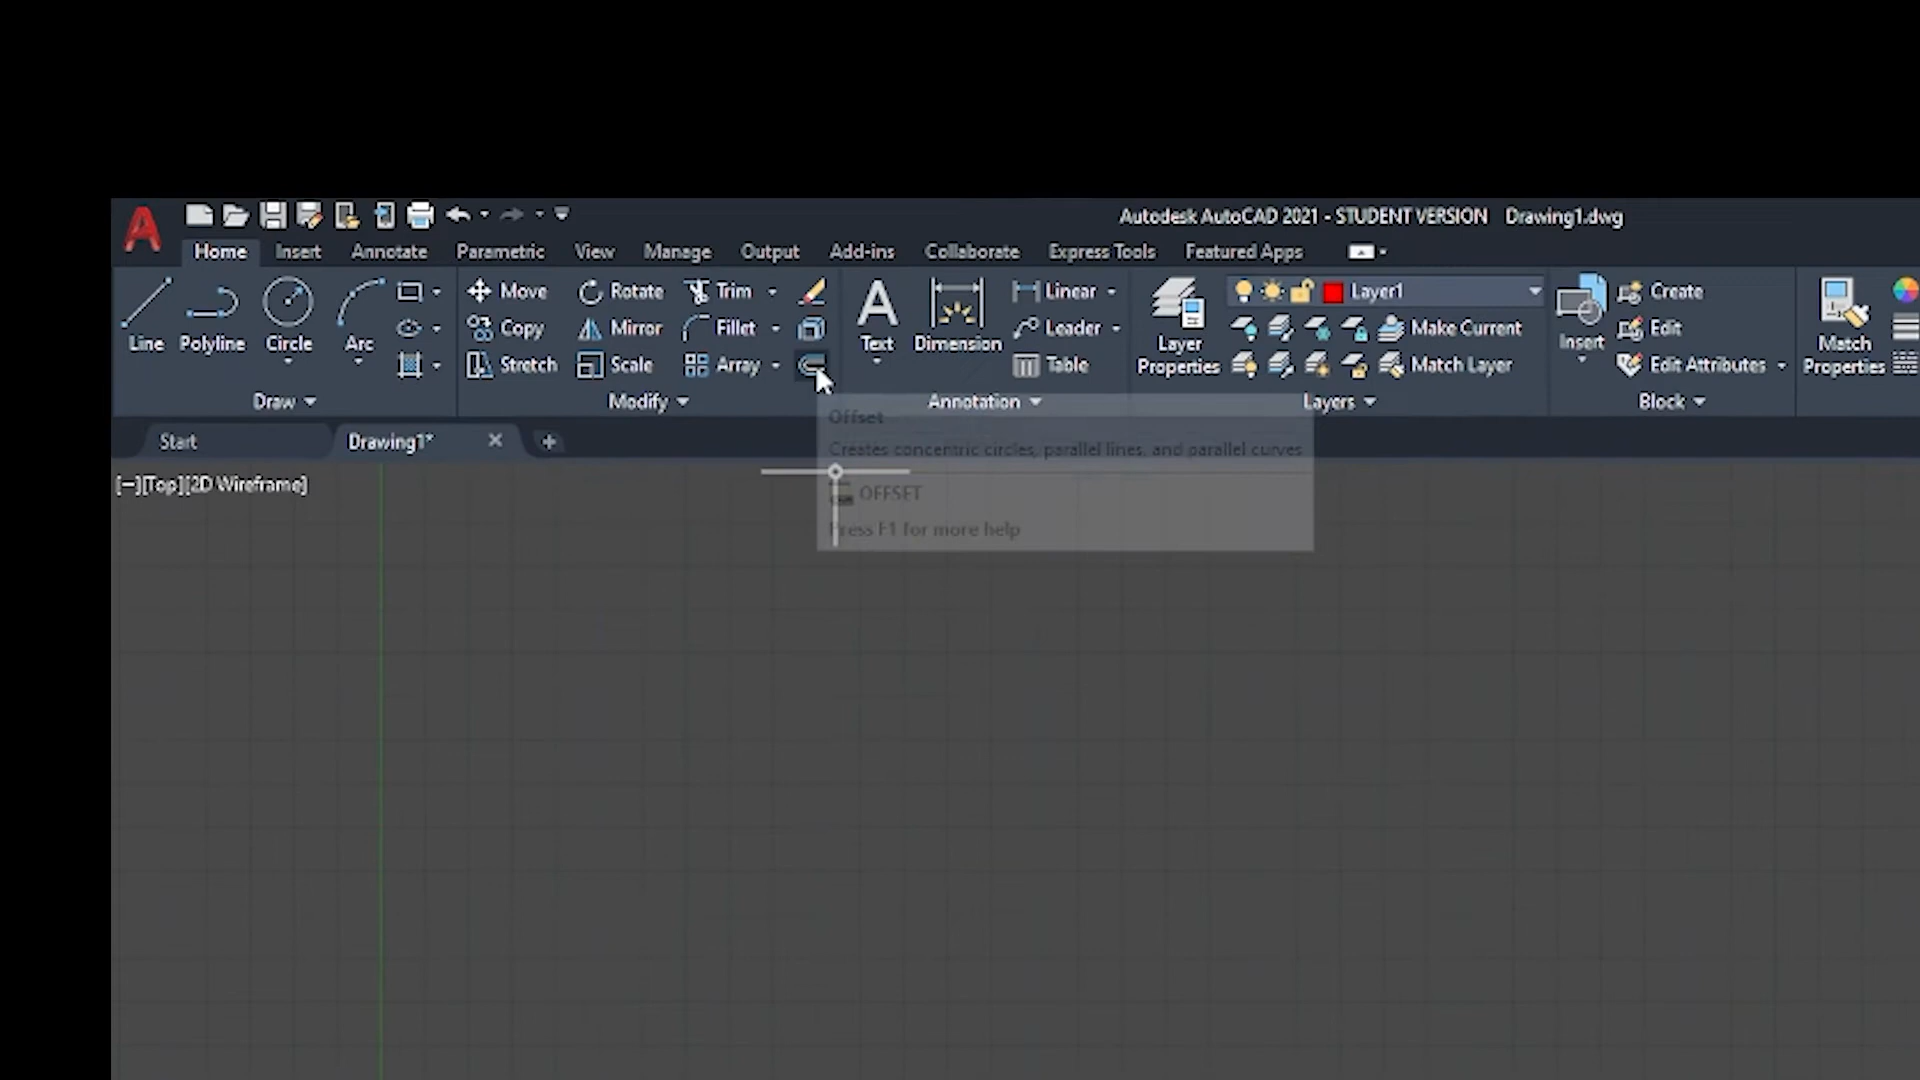 Autodesk AutoCAD 2021 - STUDENT VERSION Drawing1.dwg
Home Insert Annotate Parametric View Manage Output Add-ins Collaborate Express Tools Featured Apps
Line
Polyline
Circle
Arc
Draw
Move
Rotate
Trim
Copy
Mirror
Fillet
Stretch
Scale
Array
Modify
Text
Dimension
Linear
Leader
Table
Annotation
Layer
Properties
Layer1
Make Current
Match Layer
Layers
Insert
Create
Edit
Edit Attributes
Block
Match
Properties
Start
Drawing1*
[−][Top][2D Wireframe]
Offset
Creates concentric circles, parallel lines, and parallel curves
OFFSET
Press F1 for more help